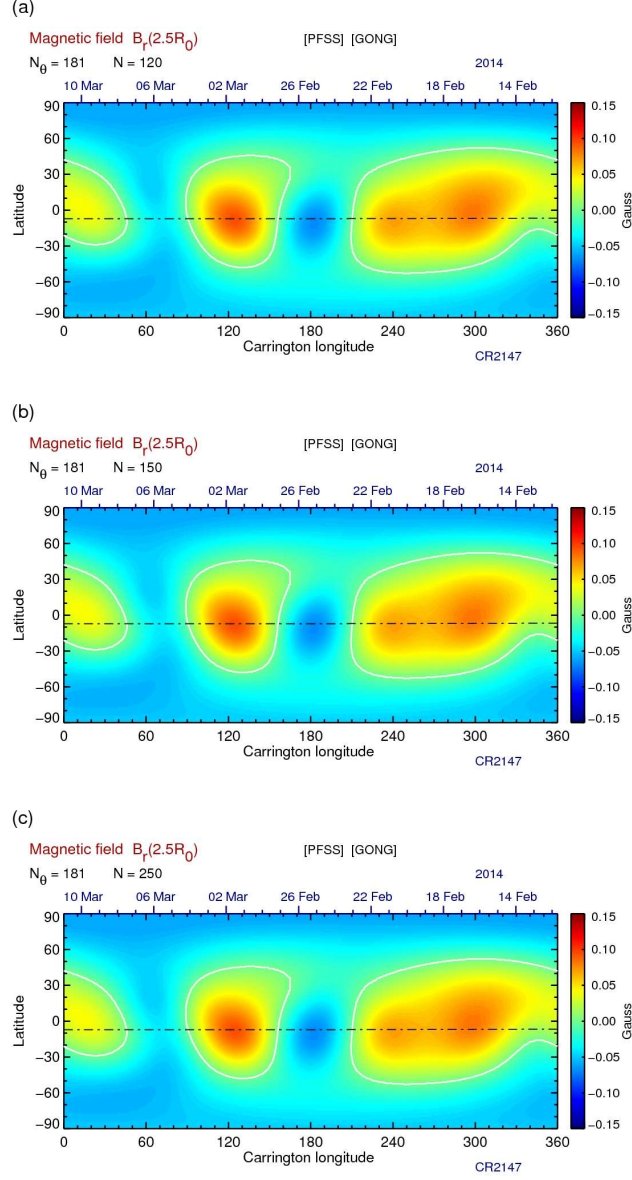 (a)
Magnetic field Bᵣ(2.5R₀) [PFSS] [GONG]
N_θ = 181 N = 120 2014
10 Mar 06 Mar 02 Mar 26 Feb 22 Feb 18 Feb 14 Feb
90
60
30
0
−30
−60
−90
Latitude
0 60 120 180 240 300 360
Carrington longitude
CR2147
0.15
0.10
0.05
0.00
−0.05
−0.10
−0.15
Gauss
(b)
Magnetic field Bᵣ(2.5R₀) [PFSS] [GONG]
N_θ = 181 N = 150 2014
10 Mar 06 Mar 02 Mar 26 Feb 22 Feb 18 Feb 14 Feb
90
60
30
0
−30
−60
−90
Latitude
0 60 120 180 240 300 360
Carrington longitude
CR2147
0.15
0.10
0.05
0.00
−0.05
−0.10
−0.15
Gauss
(c)
Magnetic field Bᵣ(2.5R₀) [PFSS] [GONG]
N_θ = 181 N = 250 2014
10 Mar 06 Mar 02 Mar 26 Feb 22 Feb 18 Feb 14 Feb
90
60
30
0
−30
−60
−90
Latitude
0 60 120 180 240 300 360
Carrington longitude
CR2147
0.15
0.10
0.05
0.00
−0.05
−0.10
−0.15
Gauss